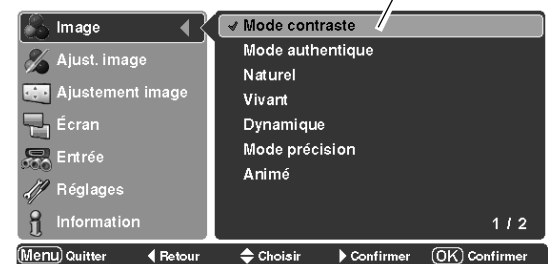 Image
Ajust. image
Ajustement image
Écran
Entrée
Réglages
Information
Mode contraste
Mode authentique
Naturel
Vivant
Dynamique
Mode précision
Animé
1 / 2
Menu Quitter Retour Choisir Confirmer OK Confirmer